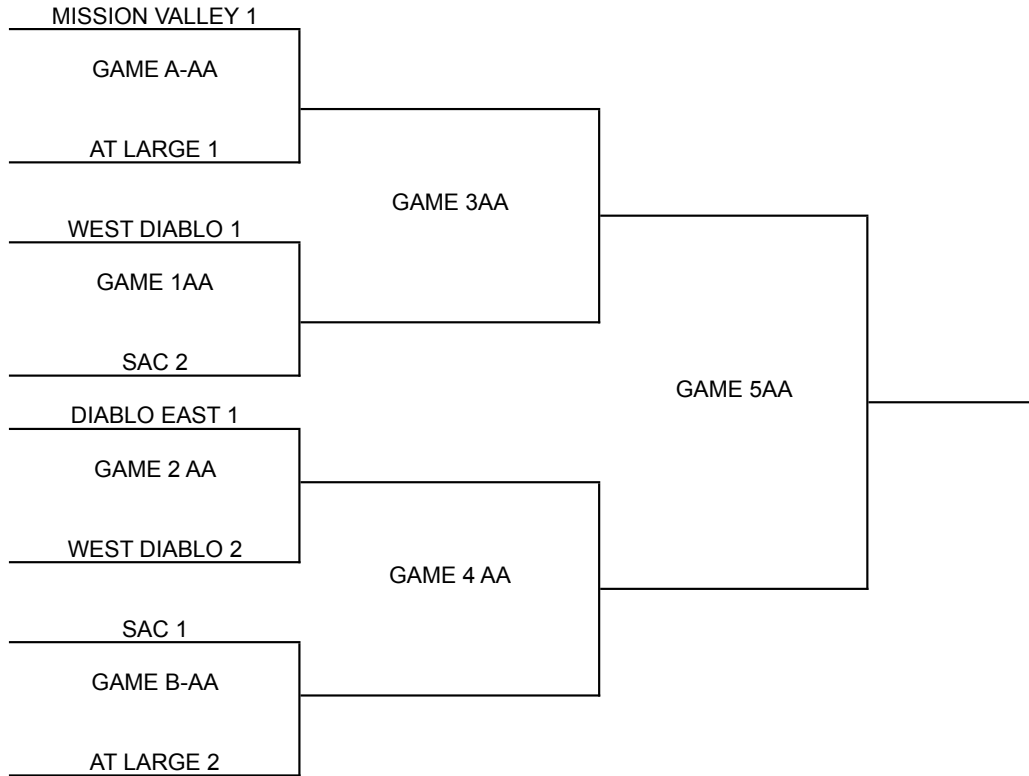 MISSION VALLEY 1
GAME A-AA
AT LARGE 1
GAME 3AA
WEST DIABLO 1
GAME 1AA
SAC 2
GAME 5AA
DIABLO EAST 1
GAME 2 AA
WEST DIABLO 2
GAME 4 AA
SAC 1
GAME B-AA
AT LARGE 2